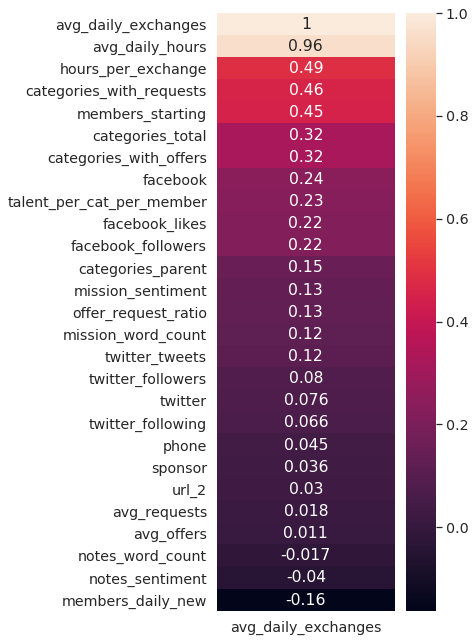 avg_daily_exchanges 1
avg_daily_hours 0.96
hours_per_exchange 0.49
categories_with_requests 0.46
members_starting 0.45
categories_total 0.32
categories_with_offers 0.32
facebook 0.24
talent_per_cat_per_member 0.23
facebook_likes 0.22
facebook_followers 0.22
categories_parent 0.15
mission_sentiment 0.13
offer_request_ratio 0.13
mission_word_count 0.12
twitter_tweets 0.12
twitter_followers 0.08
twitter 0.076
twitter_following 0.066
phone 0.045
sponsor 0.036
url_2 0.03
avg_requests 0.018
avg_offers 0.011
notes_word_count -0.017
notes_sentiment -0.04
members_daily_new -0.16
avg_daily_exchanges
1.0
0.8
0.6
0.4
0.2
0.0